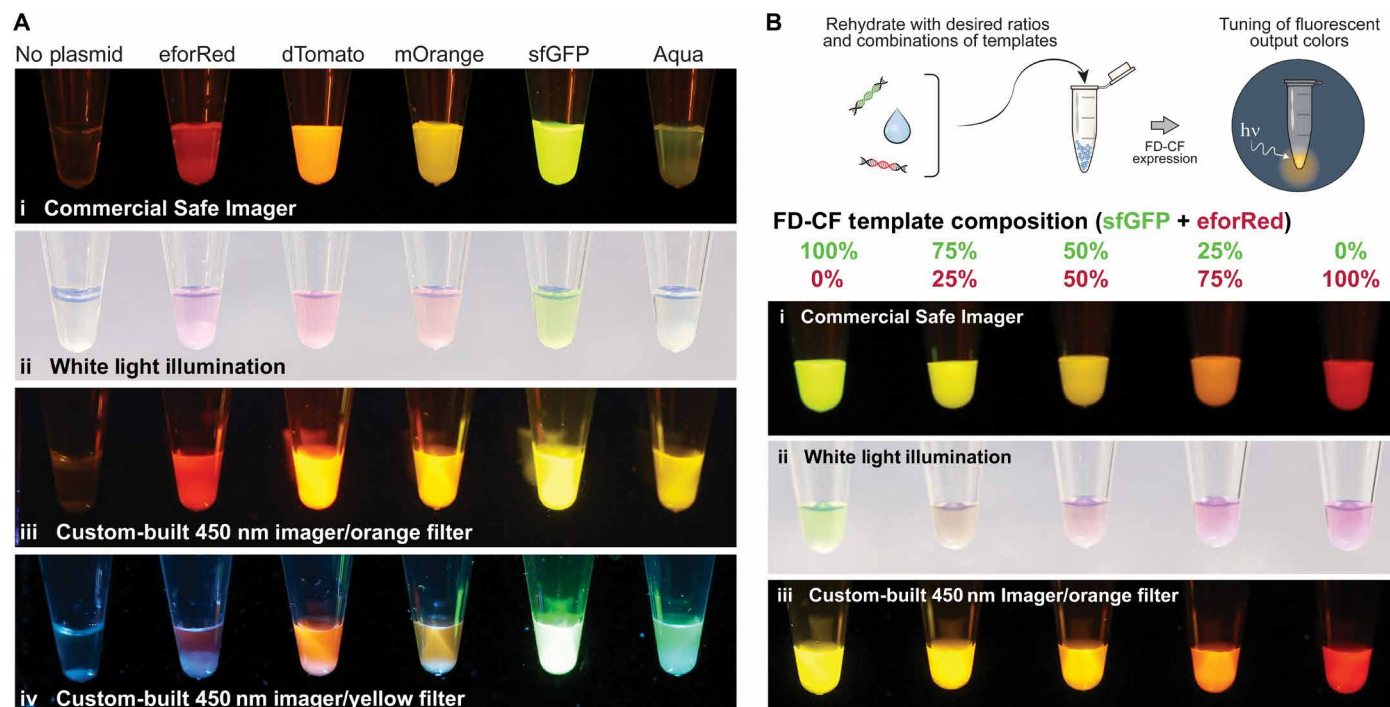 A
No plasmid eforRed dTomato mOrange sfGFP Aqua
i Commercial Safe Imager
ii White light illumination
iii Custom-built 450 nm imager/orange filter
iv Custom-built 450 nm imager/yellow filter
B
Rehydrate with desired ratios
and combinations of templates
Tuning of fluorescent
output colors
hν
FD-CF
expression
FD-CF template composition (sfGFP + eforRed)
100% 75% 50% 25% 0%
0% 25% 50% 75% 100%
i Commercial Safe Imager
ii White light illumination
iii Custom-built 450 nm Imager/orange filter